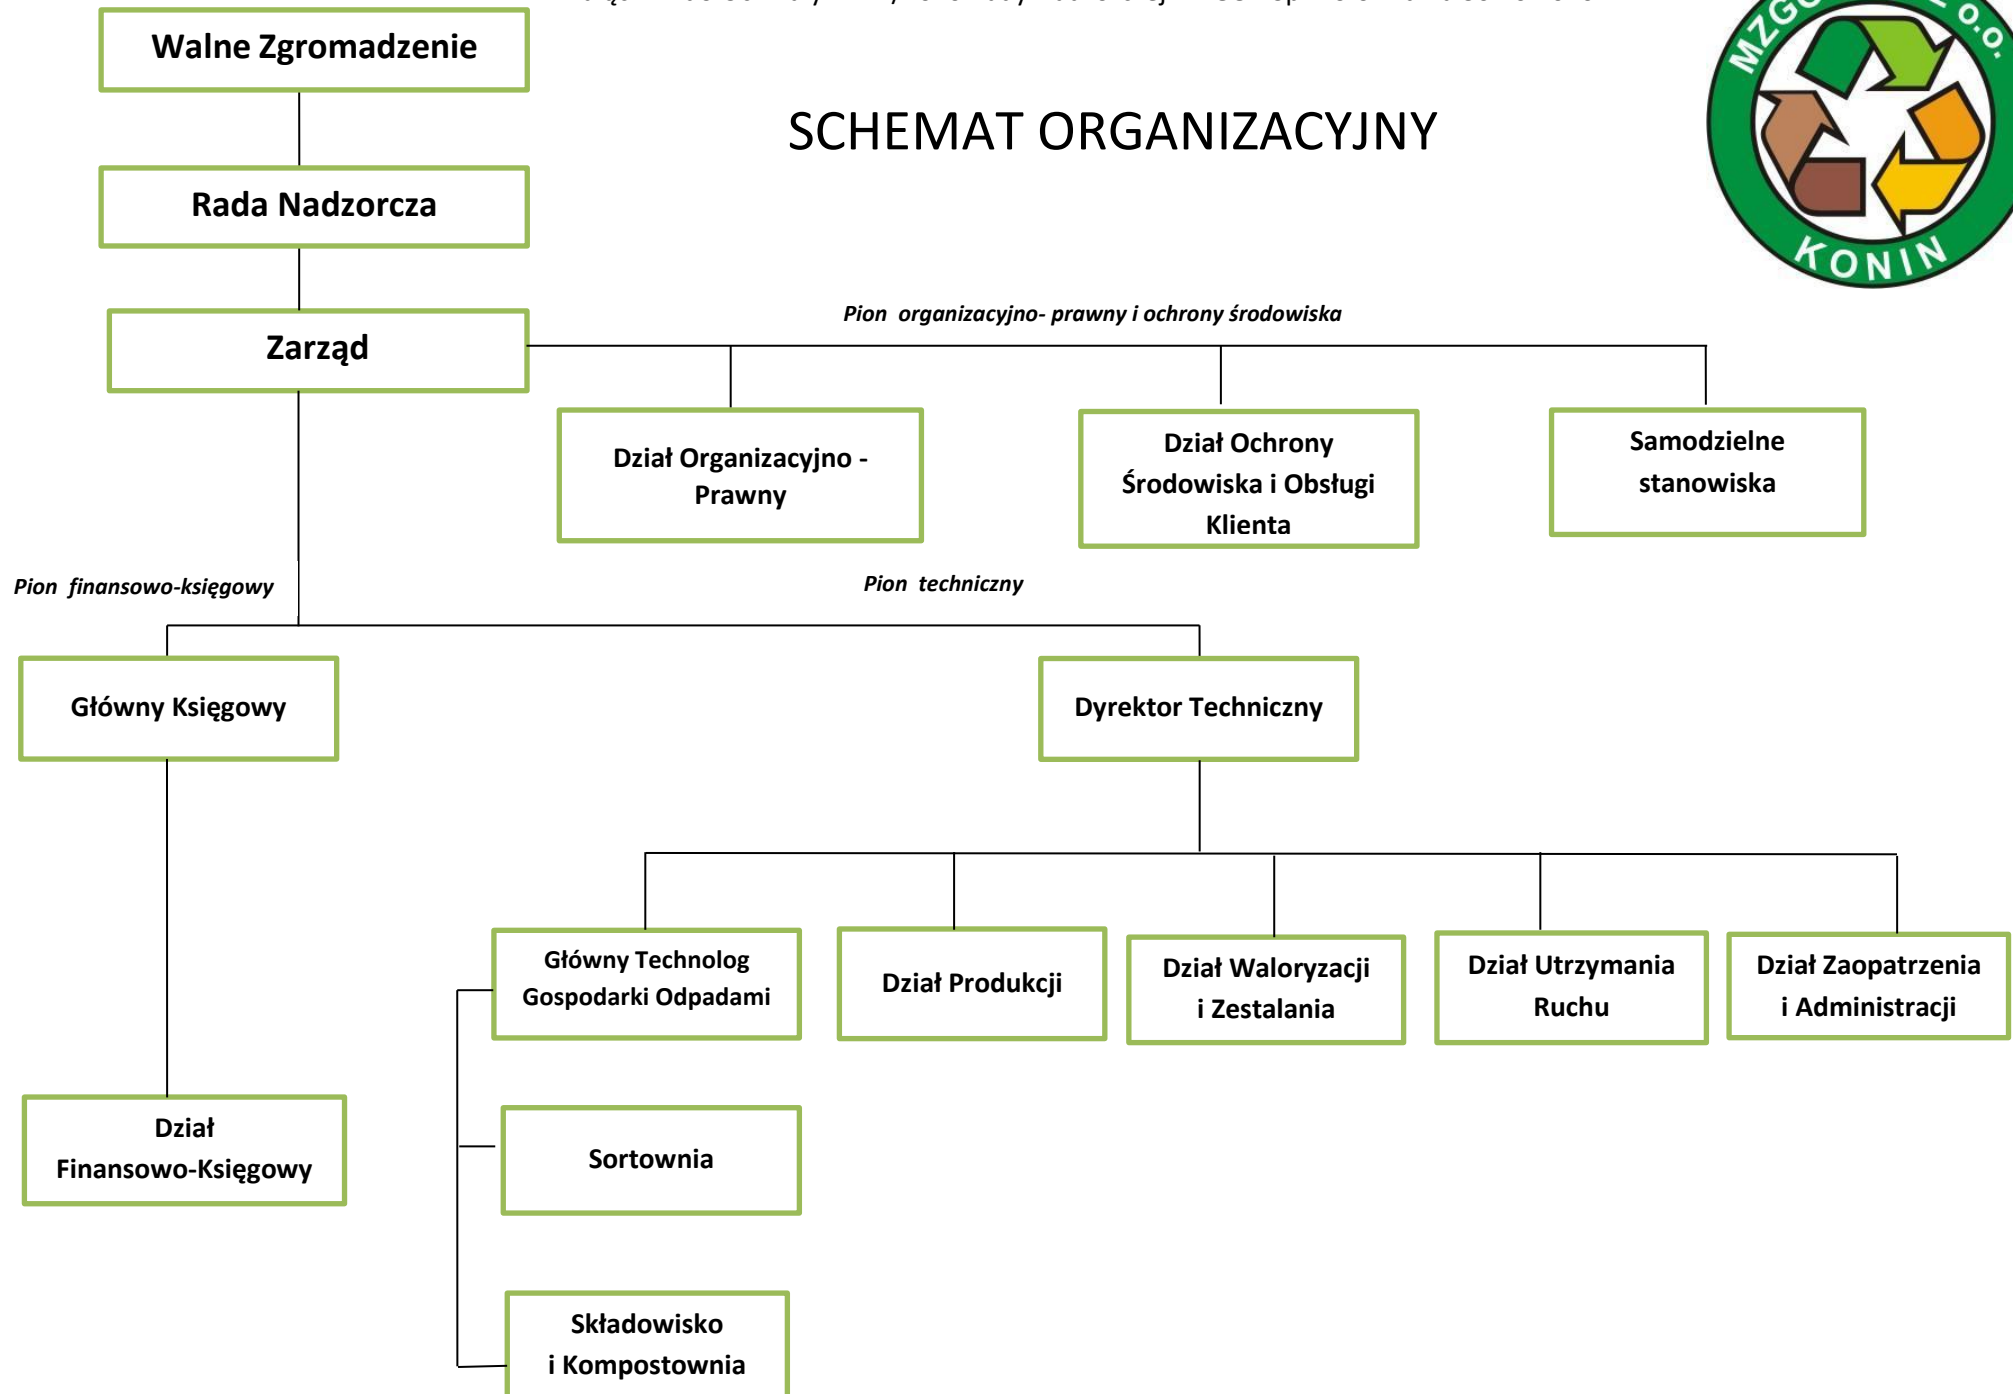 Walne Zgromadzenie
SCHEMAT ORGANIZACYJNY
Rada Nadzorcza
KONIN
Zarząd
Pion organizacyjno- prawny i ochrony środowiska
Dział Organizacyjno -
Prawny
Dział Ochrony
Środowiska i Obsługi
Klienta
Samodzielne
stanowiska
Pion finansowo-księgowy
Pion techniczny
Główny Księgowy
Dyrektor Techniczny
Główny Technolog
Gospodarki Odpadami
Dział Produkcji
Dział Waloryzacji
i Zestalania
Dział Utrzymania
Ruchu
Dział Zaopatrzenia
i Administracji
Dział
Finansowo-Księgowy
Sortownia
Składowisko
i Kompostownia